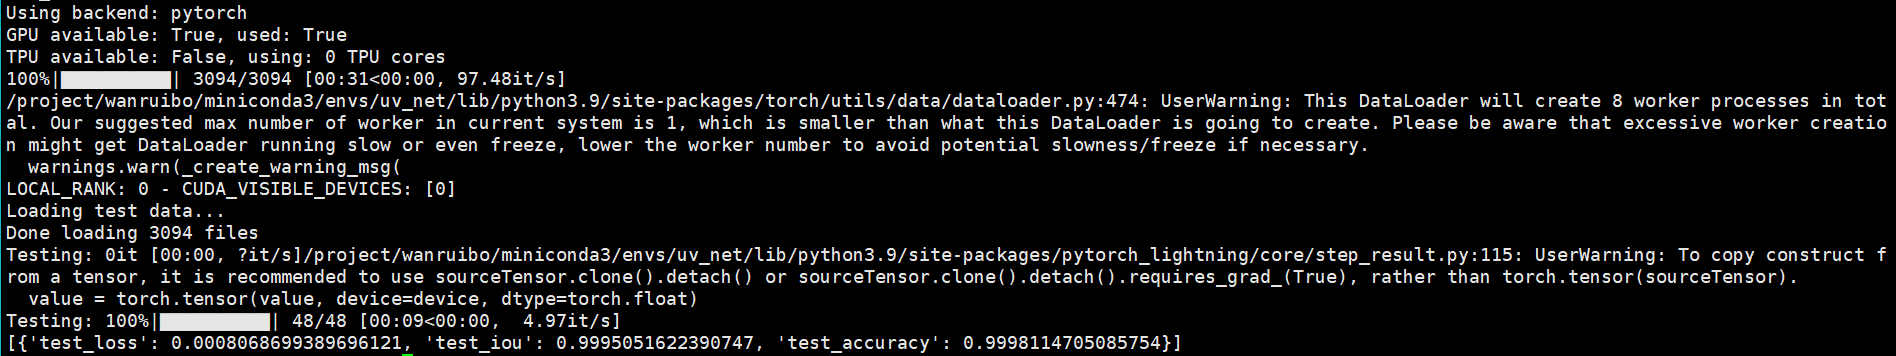 Using backend: pytorch
GPU available: True, used: True
TPU available: False, using: 0 TPU cores
100%|██████████| 3094/3094 [00:31<00:00, 97.48it/s]
/project/wanruibo/miniconda3/envs/uv_net/lib/python3.9/site-packages/torch/utils/data/dataloader.py:474: UserWarning: This DataLoader will create 8 worker processes in tot
al. Our suggested max number of worker in current system is 1, which is smaller than what this DataLoader is going to create. Please be aware that excessive worker creatio
n might get DataLoader running slow or even freeze, lower the worker number to avoid potential slowness/freeze if necessary.
  warnings.warn(_create_warning_msg(
LOCAL_RANK: 0 - CUDA_VISIBLE_DEVICES: [0]
Loading test data...
Done loading 3094 files
Testing: 0it [00:00, ?it/s]/project/wanruibo/miniconda3/envs/uv_net/lib/python3.9/site-packages/pytorch_lightning/core/step_result.py:115: UserWarning: To copy construct f
rom a tensor, it is recommended to use sourceTensor.clone().detach() or sourceTensor.clone().detach().requires_grad_(True), rather than torch.tensor(sourceTensor).
  value = torch.tensor(value, device=device, dtype=torch.float)
Testing: 100%|██████████| 48/48 [00:09<00:00,  4.97it/s]
[{'test_loss': 0.0008068699389696121, 'test_iou': 0.9995051622390747, 'test_accuracy': 0.9998114705085754}]